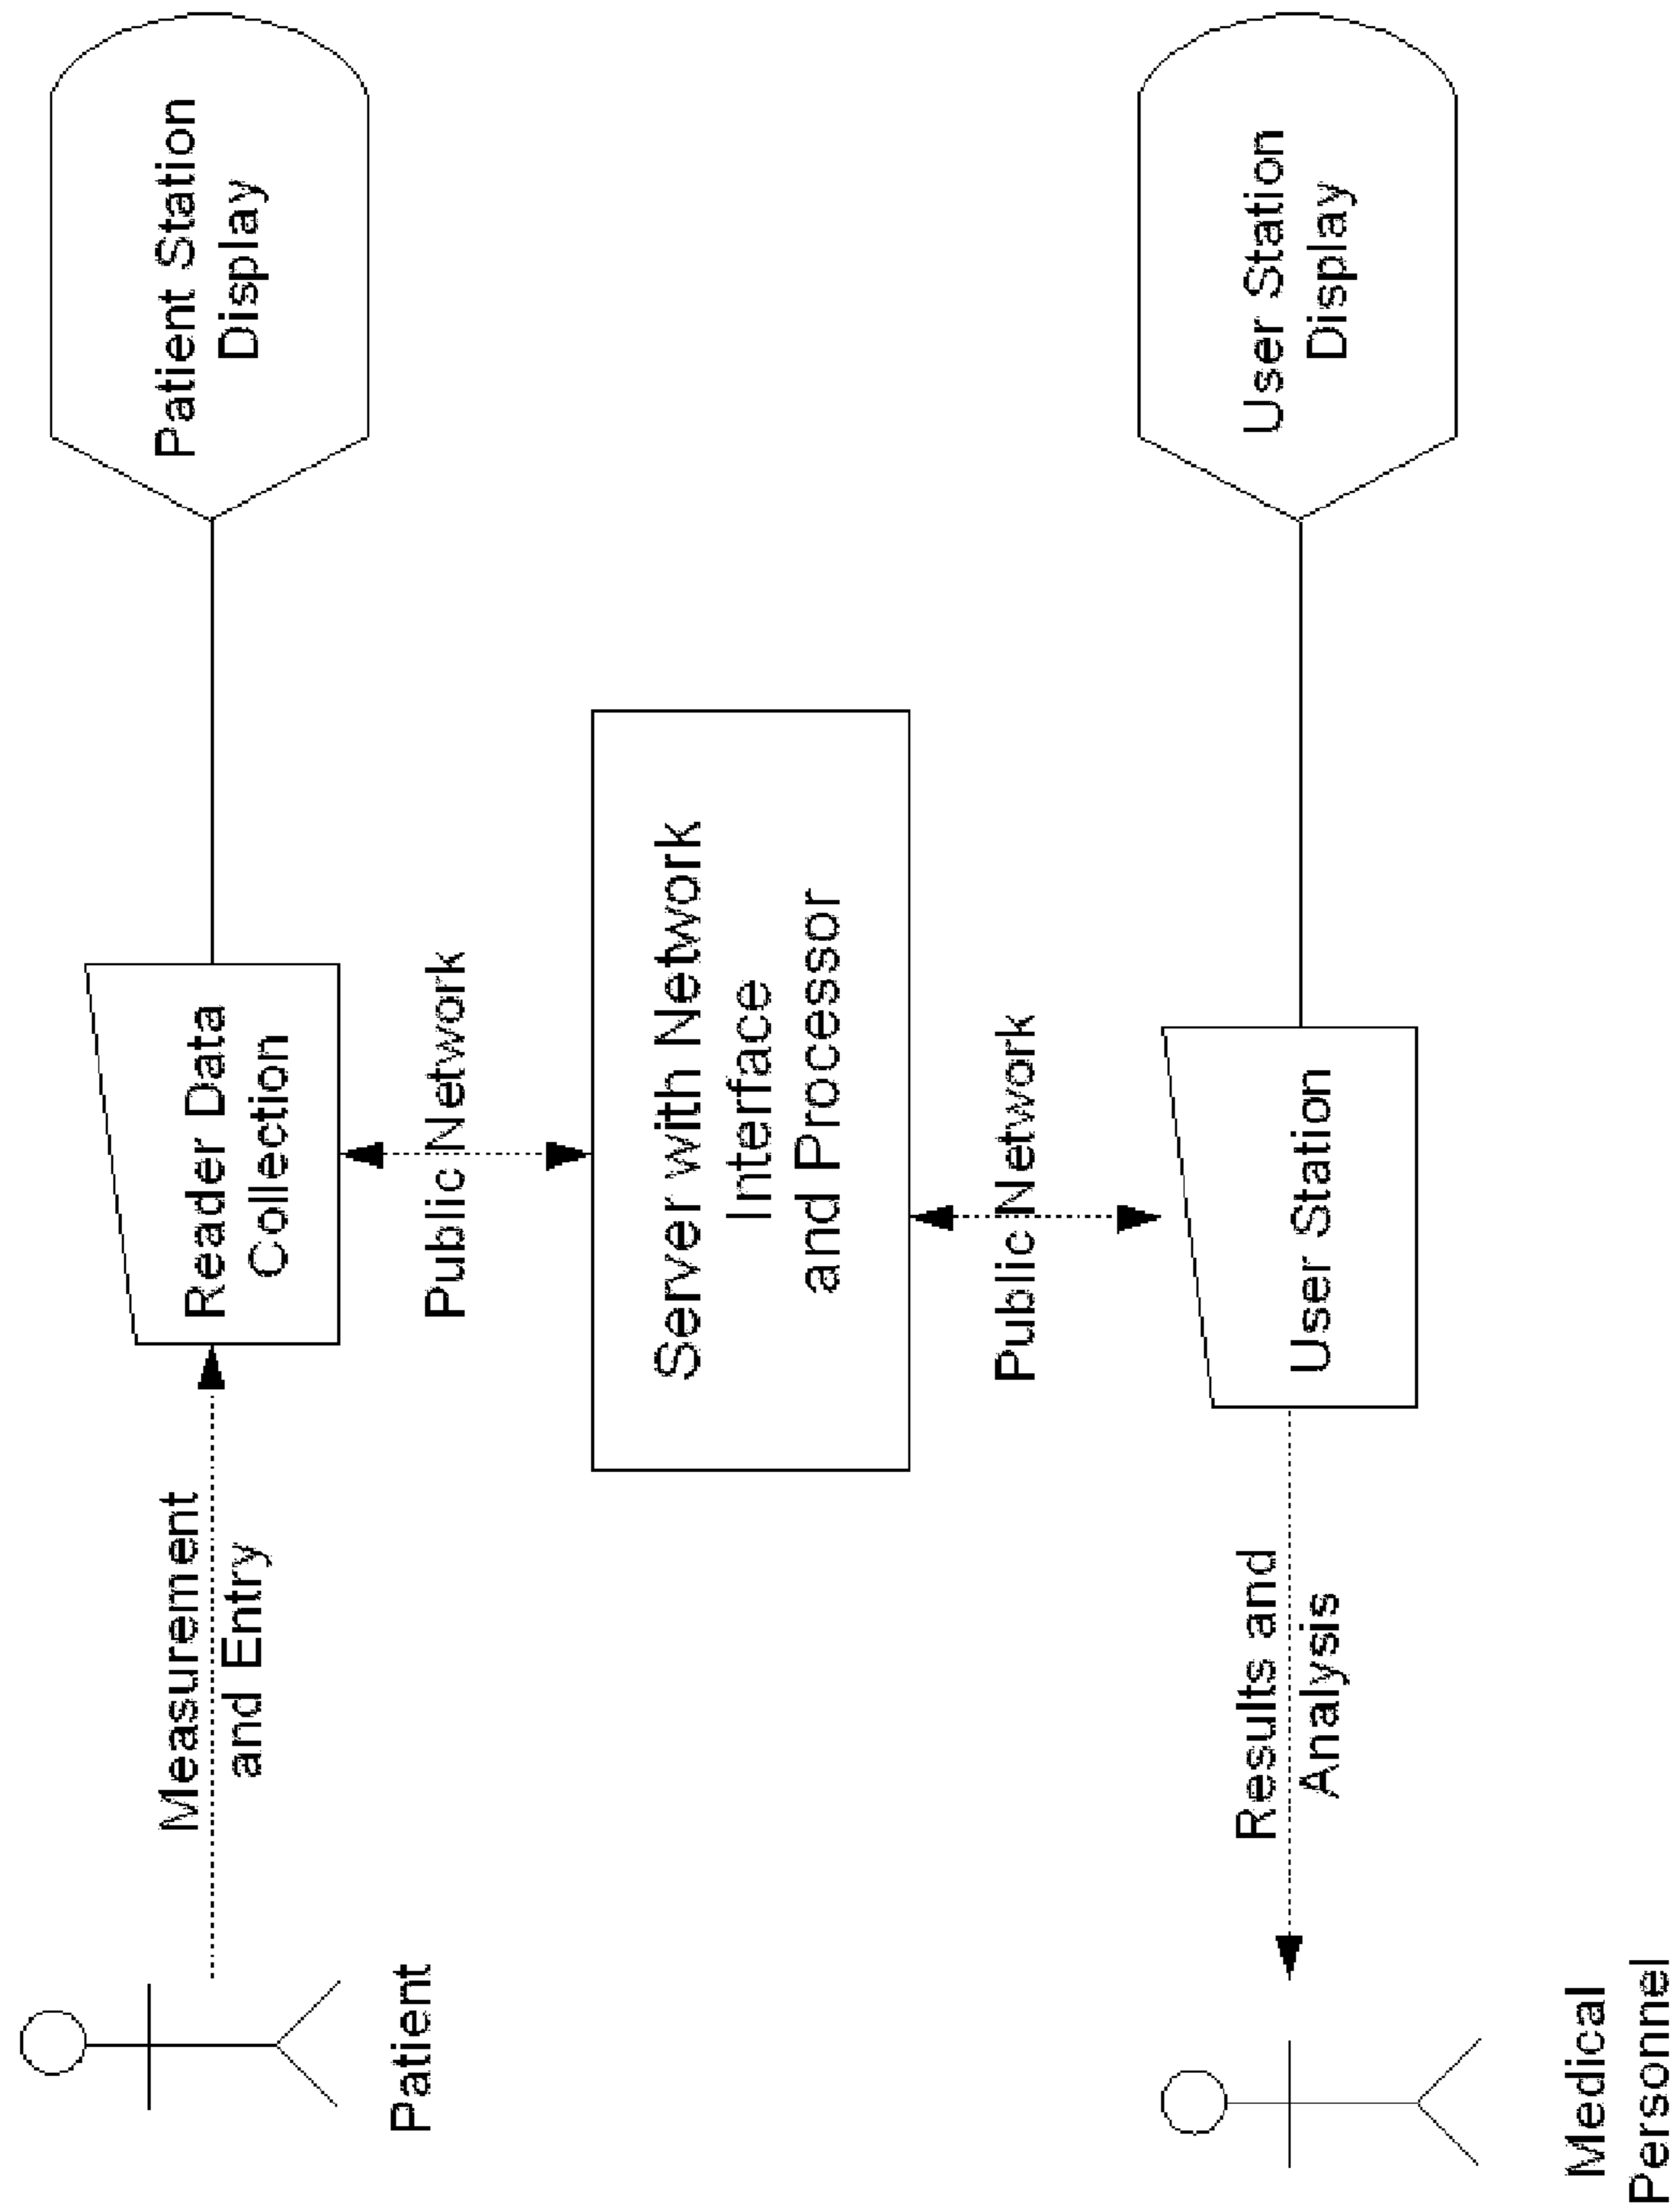 Patient
Measurement
and Entry
Reader Data
Collection
Patient Station
Display
Public Network
Server with Network
Interface
and Processor
Public Network
Medical
Personnel
Results and
Analysis
User Station
User Station
Display